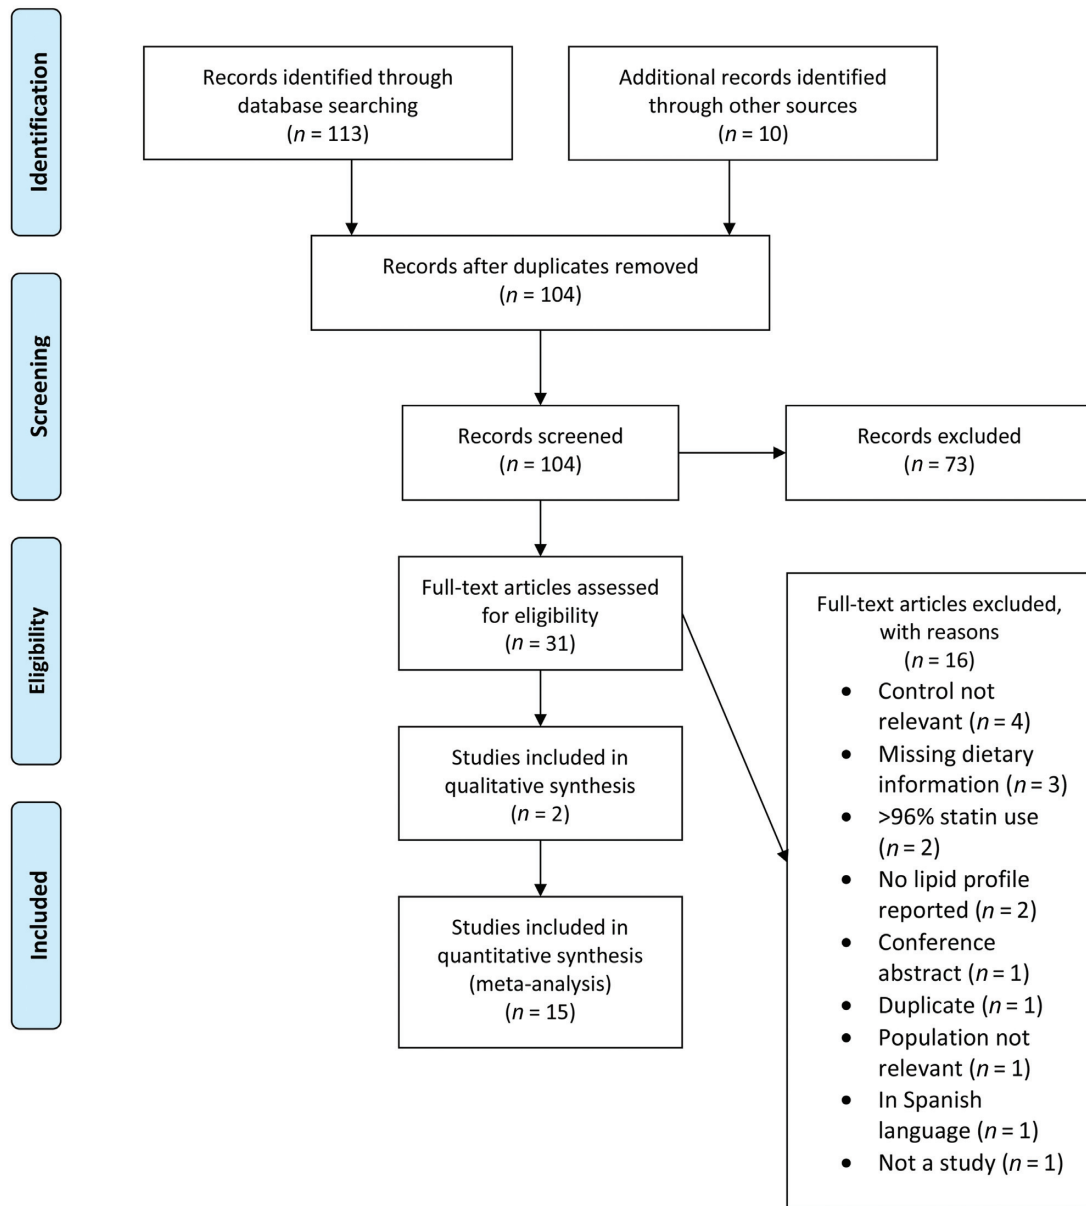 Identification
Records identified through
database searching
(n = 113)
Additional records identified
through other sources
(n = 10)
Records after duplicates removed
(n = 104)
Screening
Records screened
(n = 104)
Records excluded
(n = 73)
Eligibility
Full-text articles assessed
for eligibility
(n = 31)
Full-text articles excluded,
with reasons
(n = 16)
• Control not
relevant (n = 4)
• Missing dietary
information (n = 3)
• >96% statin use
(n = 2)
• No lipid profile
reported (n = 2)
• Conference
abstract (n = 1)
• Duplicate (n = 1)
• Population not
relevant (n = 1)
• In Spanish
language (n = 1)
• Not a study (n = 1)
Studies included in
qualitative synthesis
(n = 2)
Included
Studies included in
quantitative synthesis
(meta-analysis)
(n = 15)